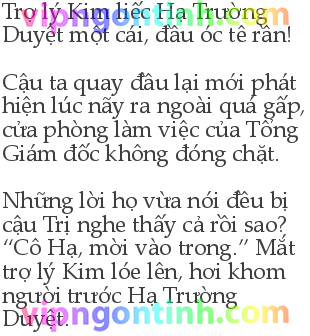 Trợ lý Kim liếc Hạ Trường
Duyệt một cái, đầu óc tê rần!
Cậu ta quay đầu lại mới phát
hiện lúc nãy ra ngoài quá gấp,
cửa phòng làm việc của Tổng
Giám đốc không đóng chặt.
Những lời họ vừa nói đều bị
cậu Trị nghe thấy cả rồi sao?
“Cô Hạ, mời vào trong.” Mắt
trợ lý Kim lóe lên, hơi khom
người trước Hạ Trường
Duyệt.
vipngontinh.com
vipngontinh.com